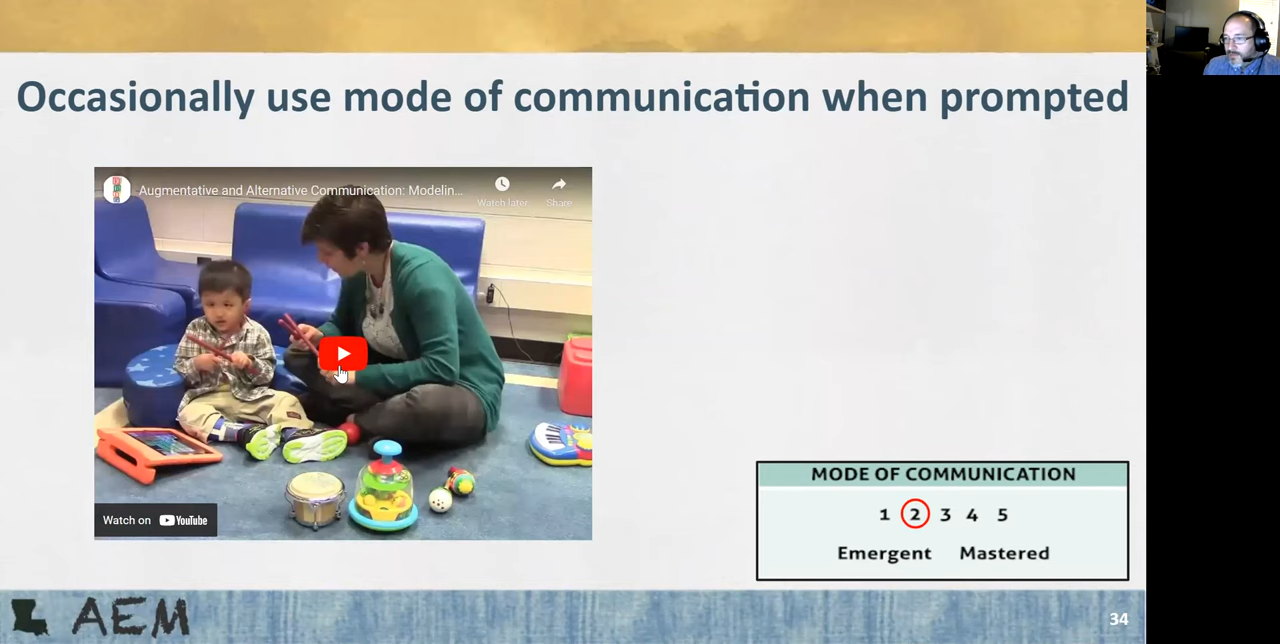 Occasionally use mode of communication when prompted
Augmentative and Alternative Communication: Modelin...
Watch later
Share
Watch on YouTube
MODE OF COMMUNICATION
1 2 3 4 5
Emergent Mastered
AEM
34